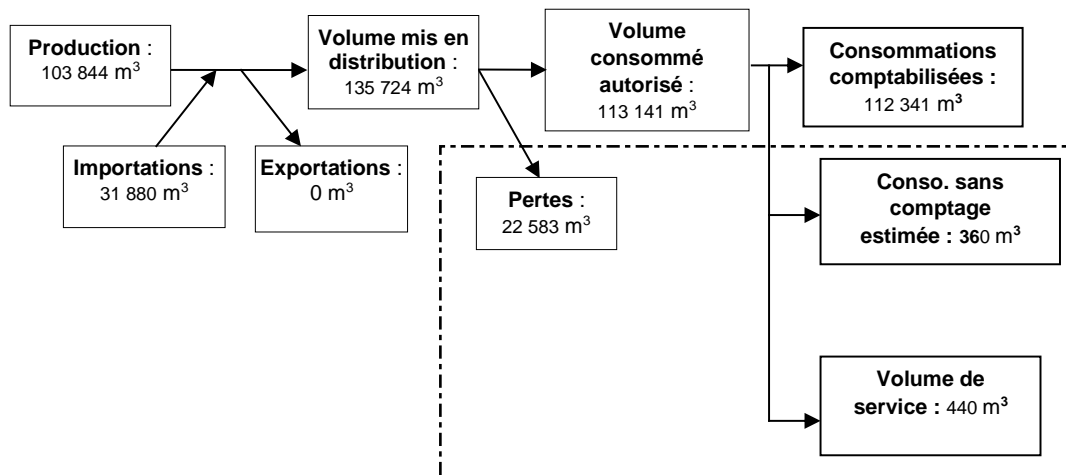 Production :
103 844 m³
Volume mis en
distribution :
135 724 m³
Volume
consommé
autorisé :
113 141 m³
Consommations
comptabilisées :
112 341 m³
Importations :
31 880 m³
Exportations :
0 m³
Pertes :
22 583 m³
Conso. sans
comptage
estimée : 360 m³
Volume de
service : 440 m³